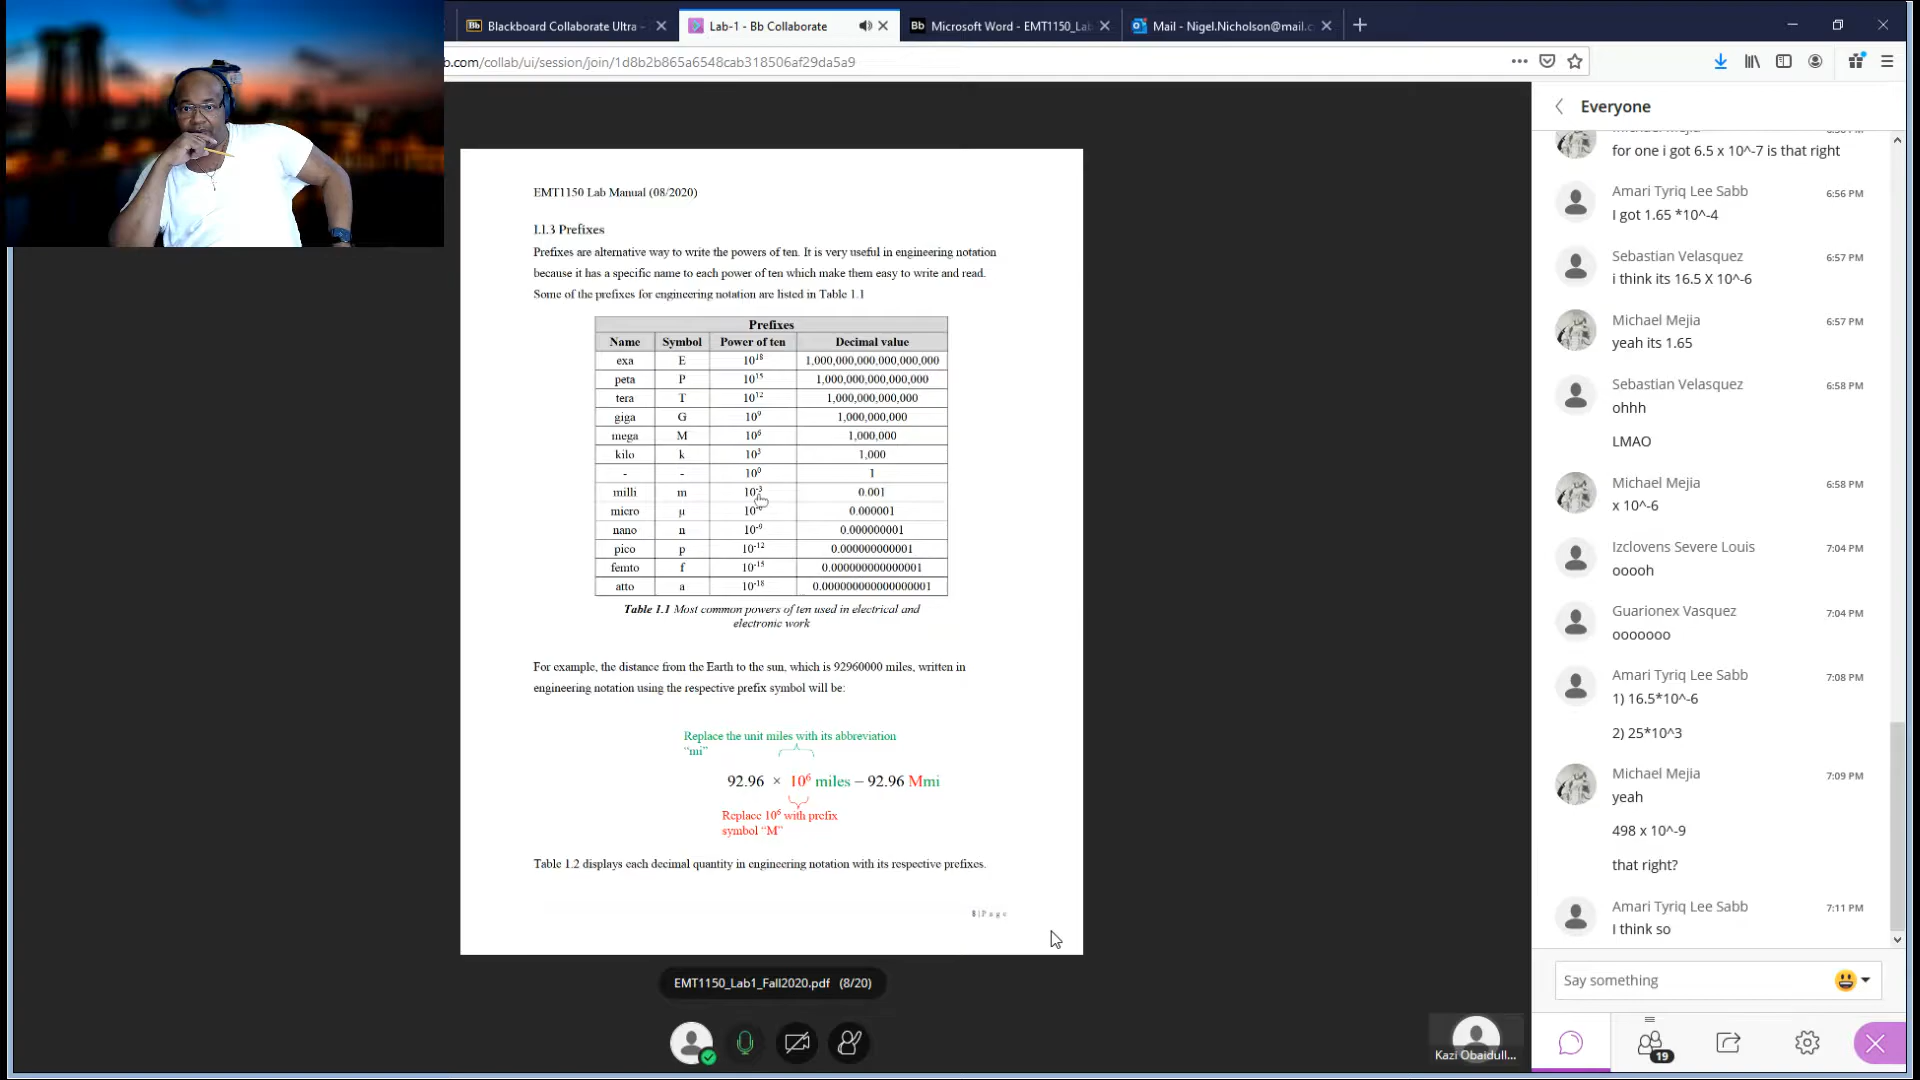 Blackboard Collaborate Ultra -
Lab-1 - Bb Collaborate
Bb Microsoft Word - EMT1150_Lab
Mail - Nigel.Nicholson@mail.c
b.com/collab/ui/session/join/1d8b2b865a6548cab318506af29da5a9
EMT1150 Lab Manual (08/2020)
1.1.3 Prefixes
Prefixes are alternative way to write the powers of ten. It is very useful in engineering notation
because it has a specific name to each power of ten which make them easy to write and read.
Some of the prefixes for engineering notation are listed in Table 1.1
Prefixes
Name Symbol Power of ten Decimal value
exa E 10^18 1,000,000,000,000,000,000
peta P 10^15 1,000,000,000,000,000
tera T 10^12 1,000,000,000,000
giga G 10^9 1,000,000,000
mega M 10^6 1,000,000
kilo k 10^3 1,000
- - 10^0 1
milli m 10^-3 0.001
micro μ 10 0.000001
nano n 10^-9 0.000000001
pico p 10^-12 0.000000000001
femto f 10^-15 0.000000000000001
atto a 10^-18 0.000000000000000001
Table 1.1 Most common powers of ten used in electrical and
electronic work
For example, the distance from the Earth to the sun, which is 92960000 miles, written in
engineering notation using the respective prefix symbol will be:
Replace the unit miles with its abbreviation
“mi”
92.96 × 10^6 miles – 92.96 Mmi
Replace 10^6 with prefix
symbol “M”
Table 1.2 displays each decimal quantity in engineering notation with its respective prefixes.
8 | Page
EMT1150_Lab1_Fall2020.pdf (8/20)
Kazi Obaidull...
Everyone
for one i got 6.5 x 10^-7 is that right
Amari Tyriq Lee Sabb 6:56 PM
I got 1.65 *10^-4
Sebastian Velasquez 6:57 PM
i think its 16.5 X 10^-6
Michael Mejia 6:57 PM
yeah its 1.65
Sebastian Velasquez 6:58 PM
ohhh
LMAO
Michael Mejia 6:58 PM
x 10^-6
Izclovens Severe Louis 7:04 PM
ooooh
Guarionex Vasquez 7:04 PM
ooooooo
Amari Tyriq Lee Sabb 7:08 PM
1) 16.5*10^-6
2) 25*10^3
Michael Mejia 7:09 PM
yeah
498 x 10^-9
that right?
Amari Tyriq Lee Sabb 7:11 PM
I think so
Say something
19